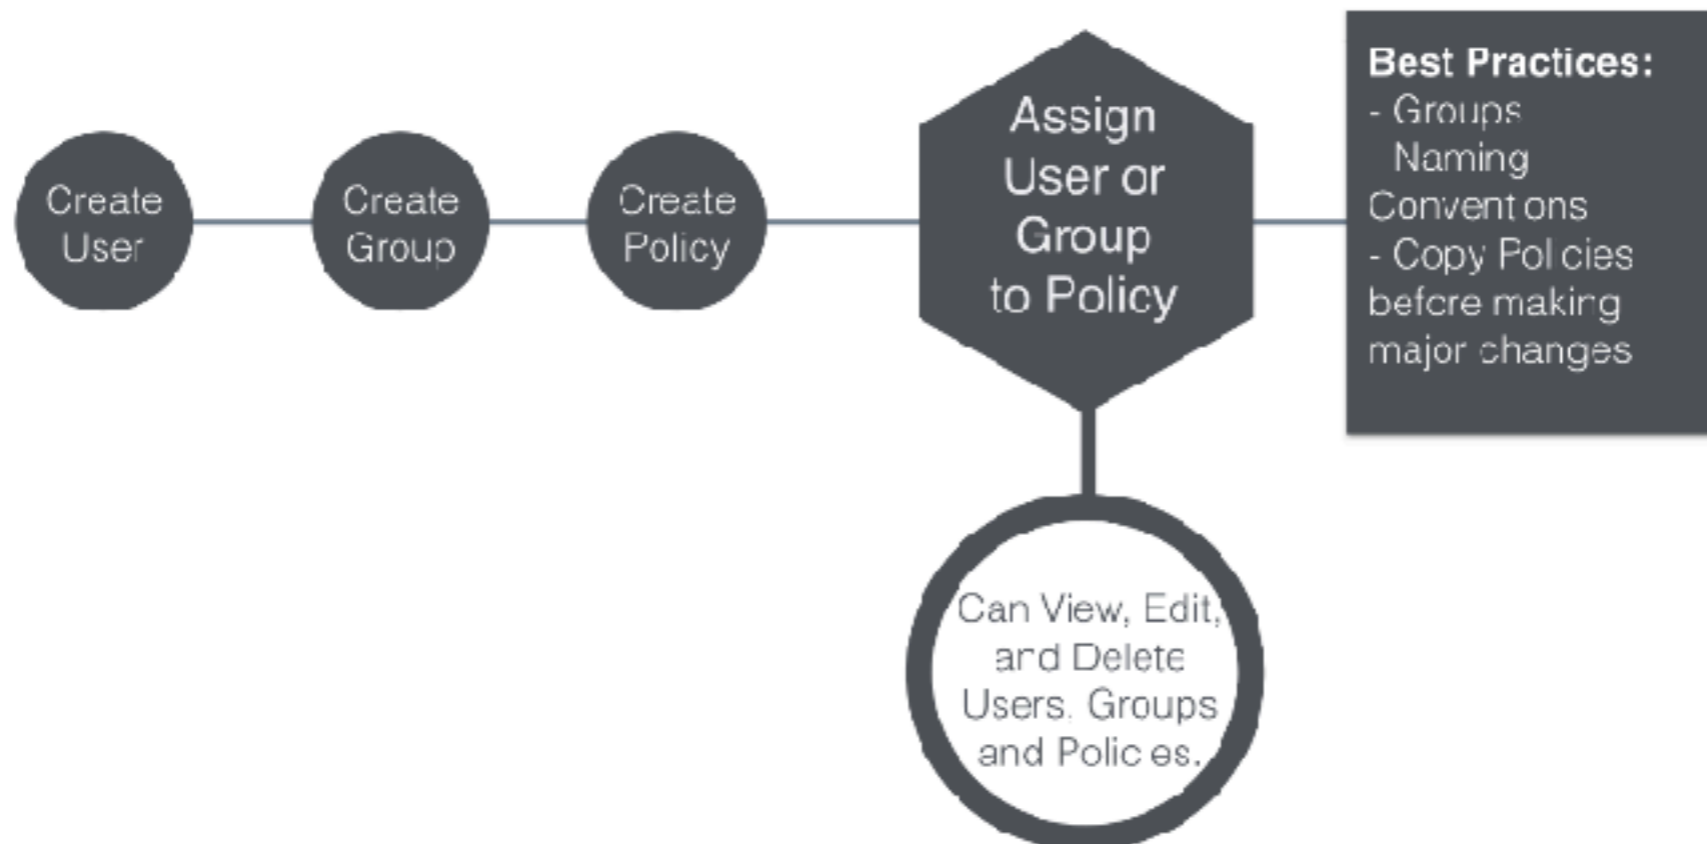 Create
User
Create
Group
Create
Policy
Assign
User or
Group
to Policy
Best Practices:
- Groups
Naming
Conventions
- Copy Policies
before making
major changes
Can View, Edit,
and Delete
Users, Groups
and Policies.